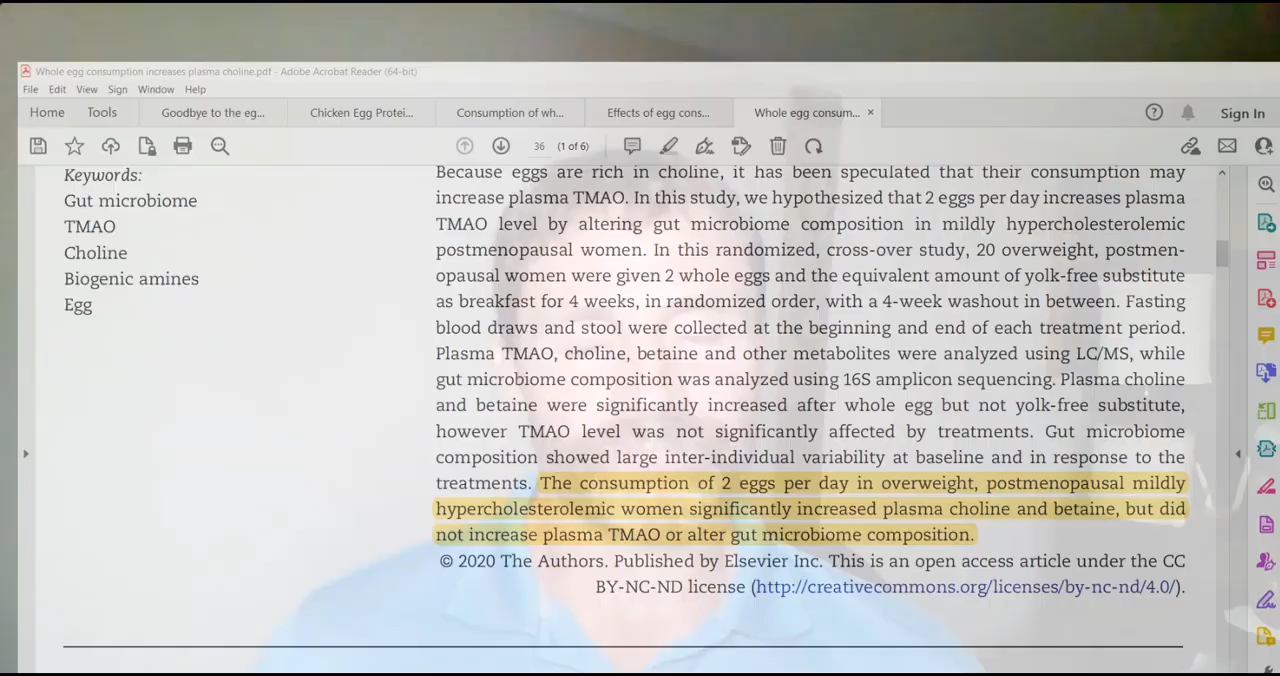 Whole egg consumption increases plasma choline.pdf - Adobe Acrobat Reader (64-bit)
File Edit View Sign Window Help
Home Tools Goodbye to the eg... Chicken Egg Protei... Consumption of wh... Effects of egg cons... Whole egg consum... × Sign In
36 (1 of 6)
Keywords:
Gut microbiome
TMAO
Choline
Biogenic amines
Egg
Because eggs are rich in choline, it has been speculated that their consumption may
increase plasma TMAO. In this study, we hypothesized that 2 eggs per day increases plasma
TMAO level by altering gut microbiome composition in mildly hypercholesterolemic
postmenopausal women. In this randomized, cross-over study, 20 overweight, postmen-
opausal women were given 2 whole eggs and the equivalent amount of yolk-free substitute
as breakfast for 4 weeks, in randomized order, with a 4-week washout in between. Fasting
blood draws and stool were collected at the beginning and end of each treatment period.
Plasma TMAO, choline, betaine and other metabolites were analyzed using LC/MS, while
gut microbiome composition was analyzed using 16S amplicon sequencing. Plasma choline
and betaine were significantly increased after whole egg but not yolk-free substitute,
however TMAO level was not significantly affected by treatments. Gut microbiome
composition showed large inter-individual variability at baseline and in response to the
treatments. The consumption of 2 eggs per day in overweight, postmenopausal mildly
hypercholesterolemic women significantly increased plasma choline and betaine, but did
not increase plasma TMAO or alter gut microbiome composition.
© 2020 The Authors. Published by Elsevier Inc. This is an open access article under the CC
BY-NC-ND license (http://creativecommons.org/licenses/by-nc-nd/4.0/).